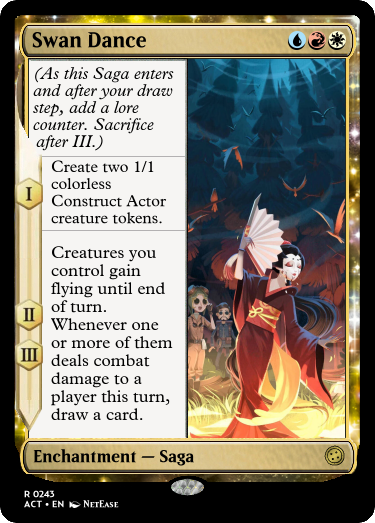 Swan Dance
(As this Saga enters
and after your draw
step, add a lore
counter. Sacrifice
after III.)
I
Create two 1/1
colorless
Construct Actor
creature tokens.
II
III
Creatures you
control gain
flying until end
of turn.
Whenever one
or more of them
deals combat
damage to a
player this turn,
draw a card.
Enchantment — Saga
R 0243
ACT • EN NetEase